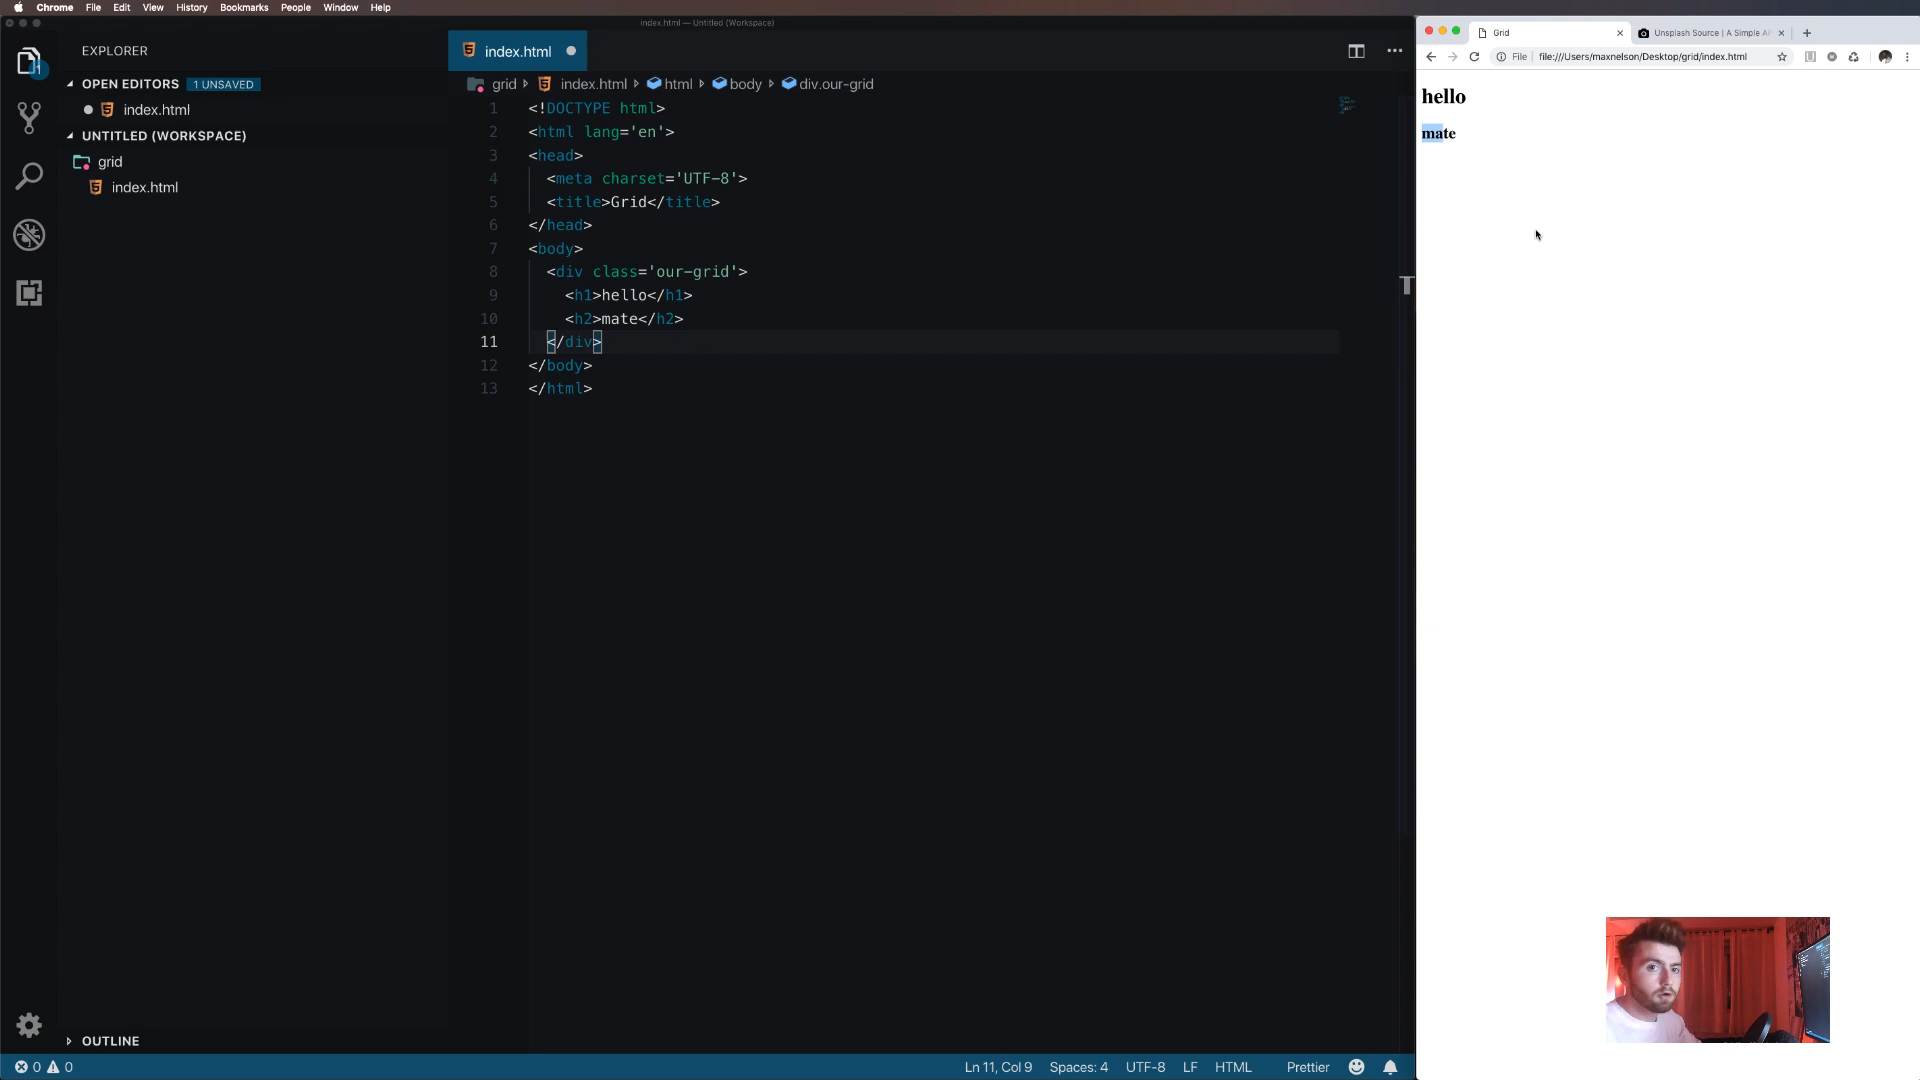 Chrome File Edit View History Bookmarks People Window Help
index.html — Untitled (Workspace)
EXPLORER
OPEN EDITORS 1 UNSAVED
index.html
UNTITLED (WORKSPACE)
grid
index.html
OUTLINE
index.html
grid index.html html body div.our-grid
1 <!DOCTYPE html>
2 <html lang='en'>
3 <head>
4 <meta charset='UTF-8'>
5 <title>Grid</title>
6 </head>
7 <body>
8 <div class='our-grid'>
9 <h1>hello</h1>
10 <h2>mate</h2>
11 </div>
12 </body>
13 </html>
0 0 Ln 11, Col 9 Spaces: 4 UTF-8 LF HTML Prettier
Grid Unsplash Source | A Simple
File file:///Users/maxnelson/Desktop/grid/index.html
hello
mate